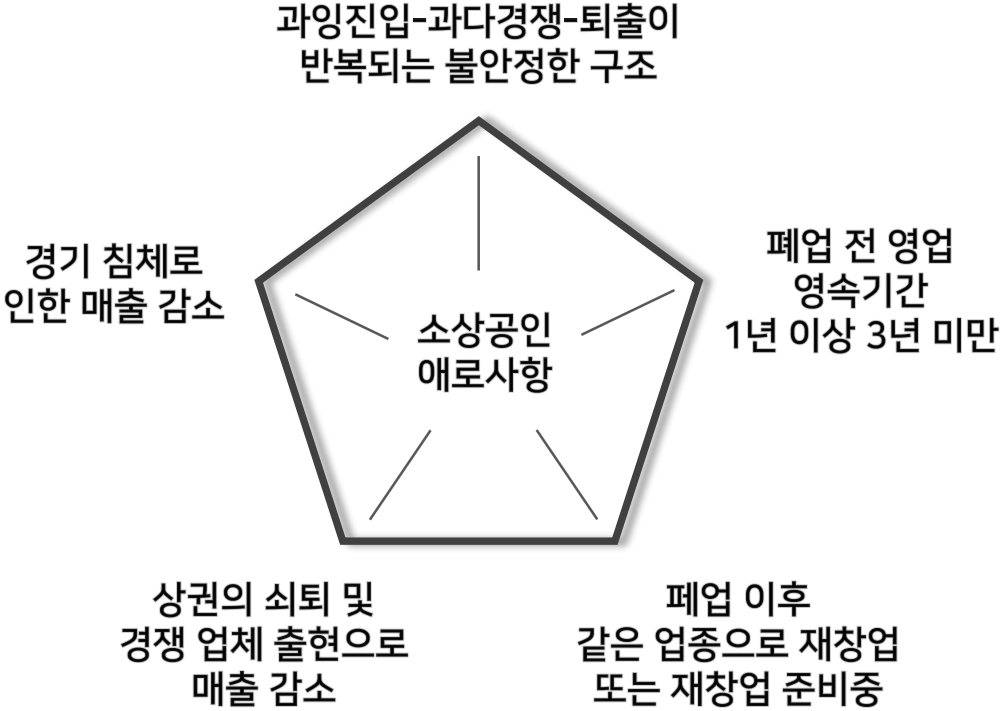 과잉진입-과다경쟁-퇴출이
반복되는 불안정한 구조
경기 침체로
인한 매출 감소
폐업 전 영업
영속기간
1년 이상 3년 미만
소상공인
애로사항
상권의 쇠퇴 및
경쟁 업체 출현으로
매출 감소
페업 이후
같은 업종으로 재창업
또는 재창업 준비중